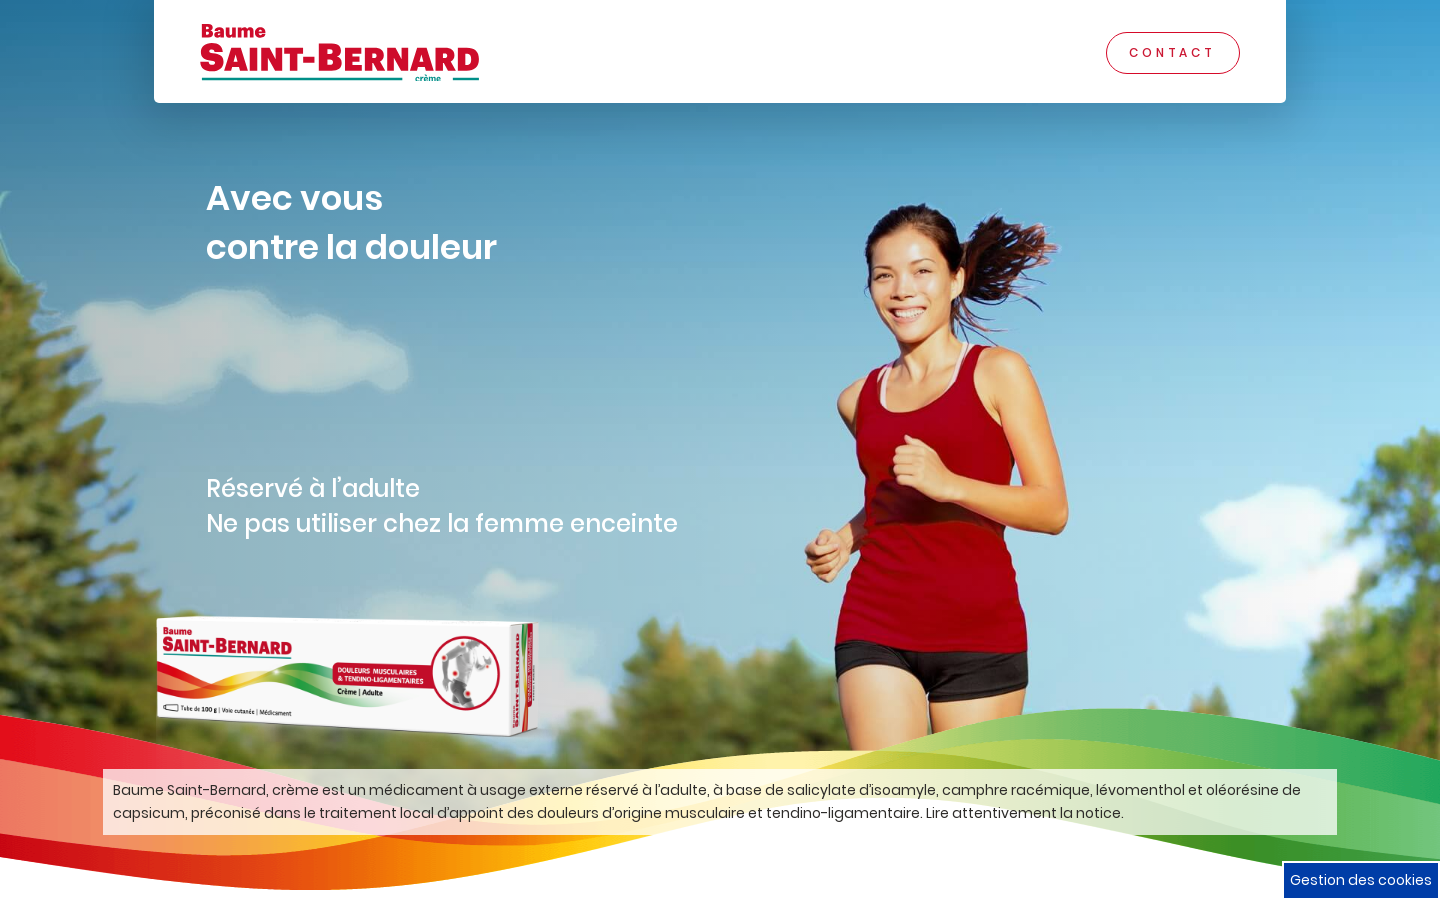 Baume
SAINT-BERNARD
crème
CONTACT
Avec vous
contre la douleur
Réservé à l’adulte
Ne pas utiliser chez la femme enceinte
Baume
SAINT-BERNARD
DOULEURS MUSCULAIRES
& TENDINO-LIGAMENTAIRES
Crème | Adulte
Tube de 100 g | Voie cutanée | Médicament
SAINT-BERNARD
Baume Saint-Bernard, crème est un médicament à usage externe réservé à l’adulte, à base de salicylate d’isoamyle, camphre racémique, lévomenthol et oléorésine de
capsicum, préconisé dans le traitement local d’appoint des douleurs d’origine musculaire et tendino-ligamentaire. Lire attentivement la notice.
Gestion des cookies